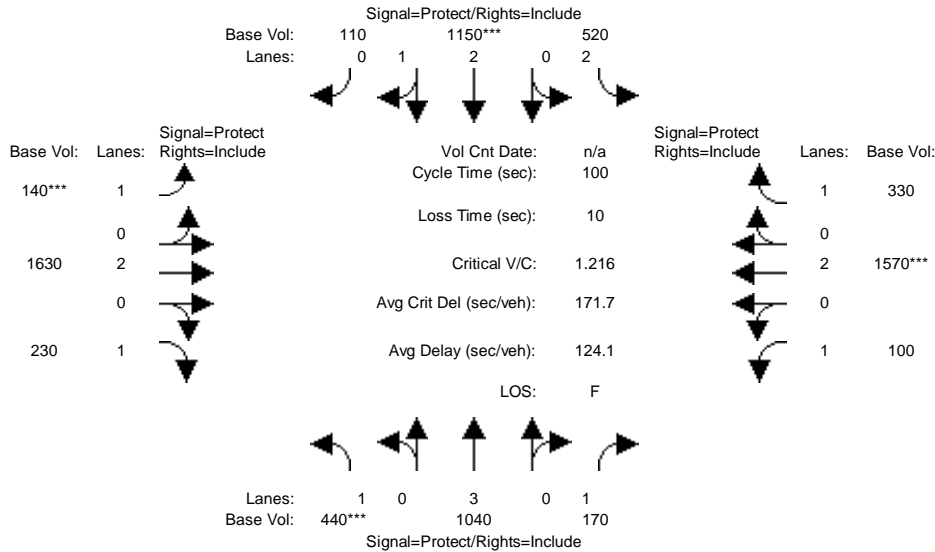 Signal=Protect/Rights=Include
Base Vol: 110 1150*** 520
Lanes: 0 1 2 0 2
Signal=Protect
Base Vol: Lanes: Rights=Include
Vol Cnt Date: n/a
Signal=Protect
Rights=Include Lanes: Base Vol:
Cycle Time (sec): 100
140*** 1
1 330
Loss Time (sec): 10
0
0
1630 2
Critical V/C: 1.216
2 1570***
0
Avg Crit Del (sec/veh): 171.7
0
230 1
Avg Delay (sec/veh): 124.1
1 100
LOS: F
Lanes: 1 0 3 0 1
Base Vol: 440*** 1040 170
Signal=Protect/Rights=Include